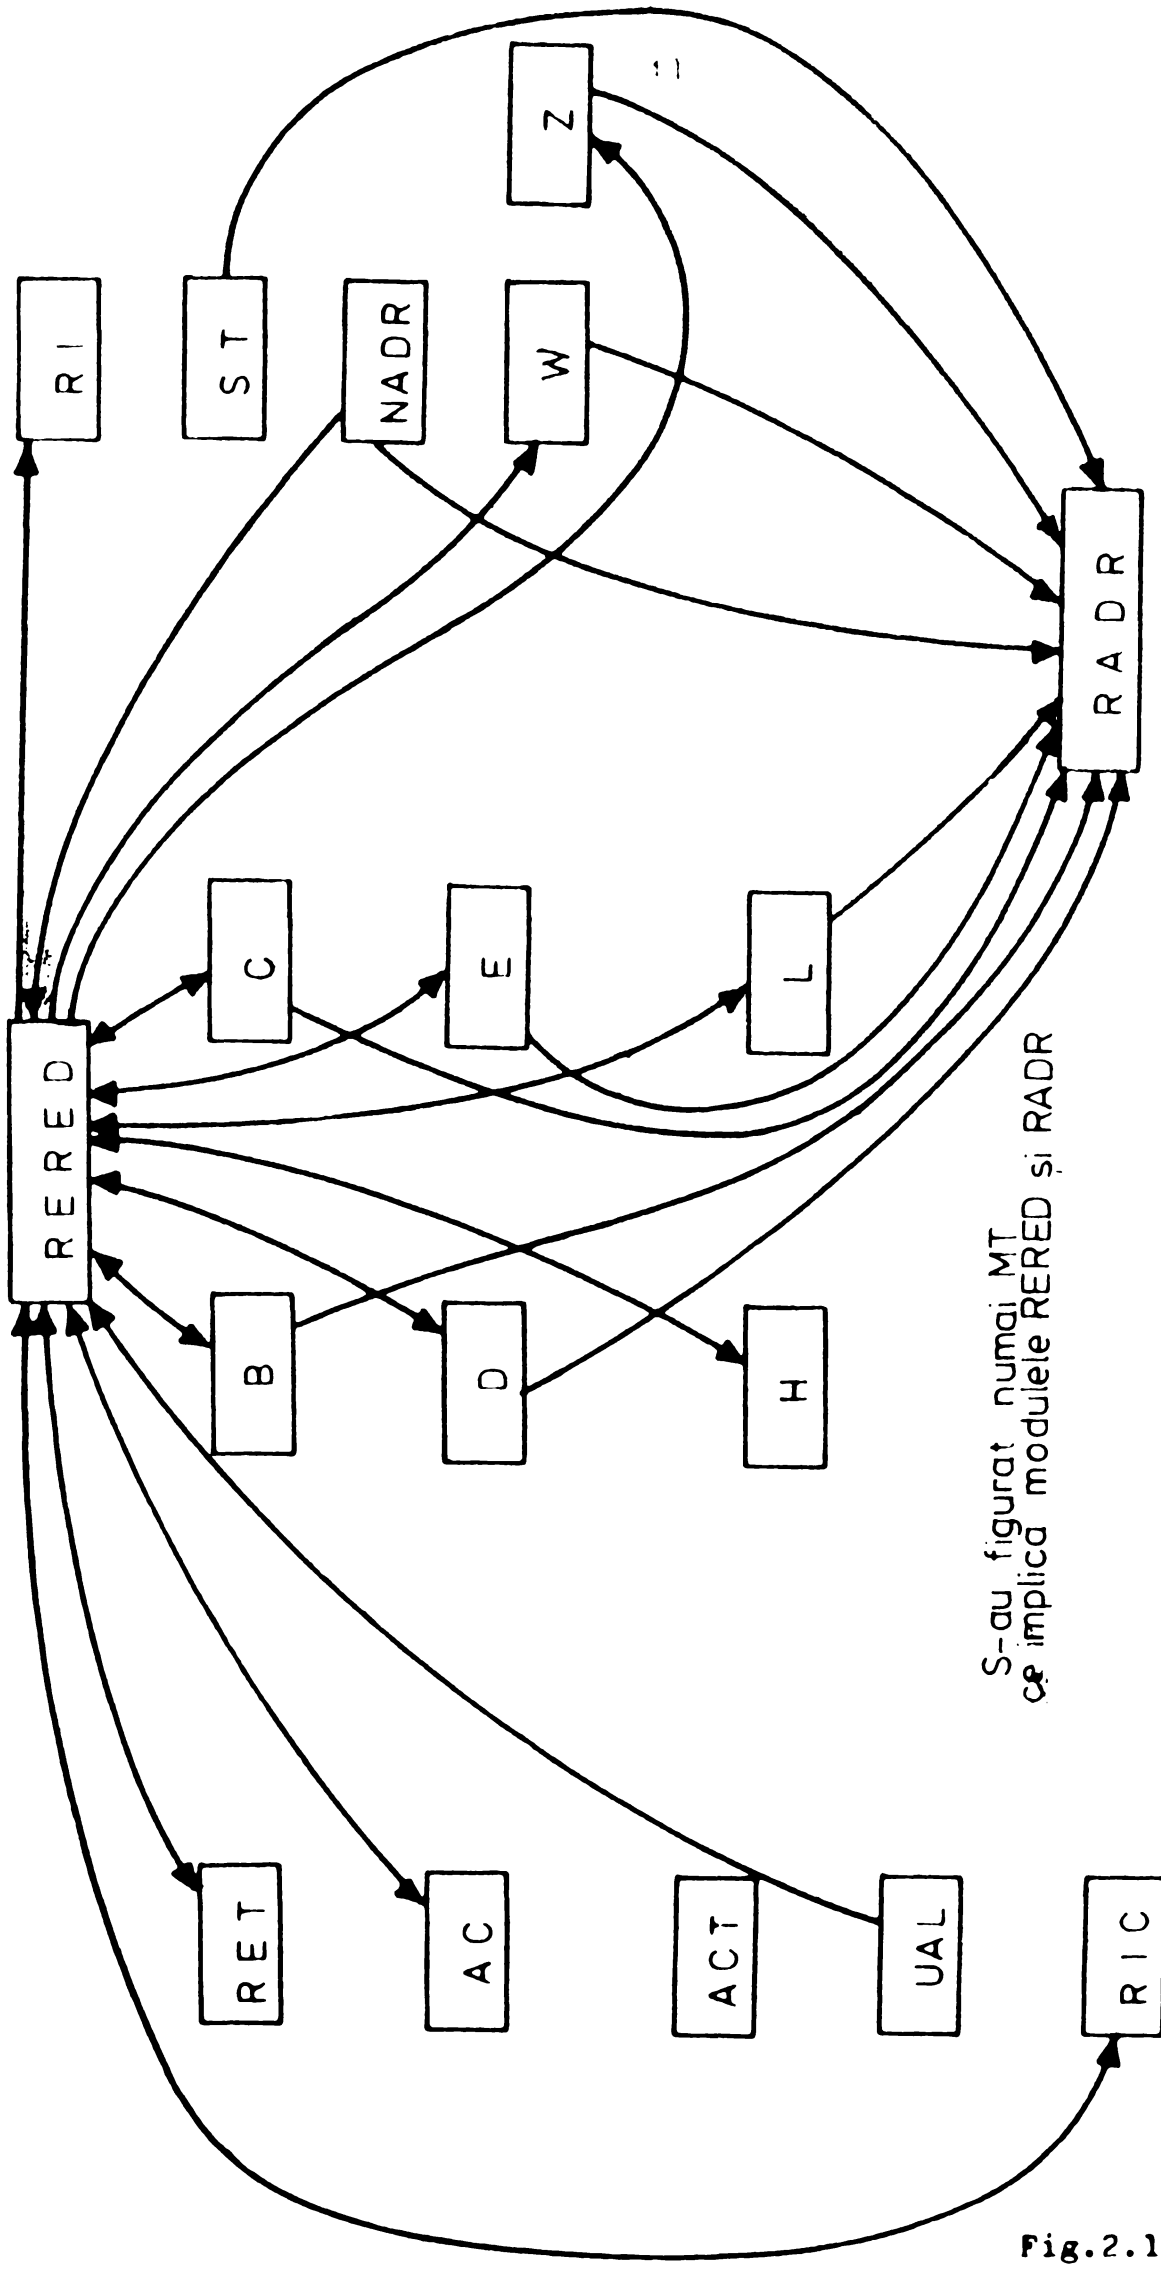 RERED
RI
ST
NADR
W
Z
C
E
L
B
D
H
RET
AC
ACT
UAL
RIC
RADR
S-au figurat numai MT
ce implica modulele RERED și RADR
Fig.2.1